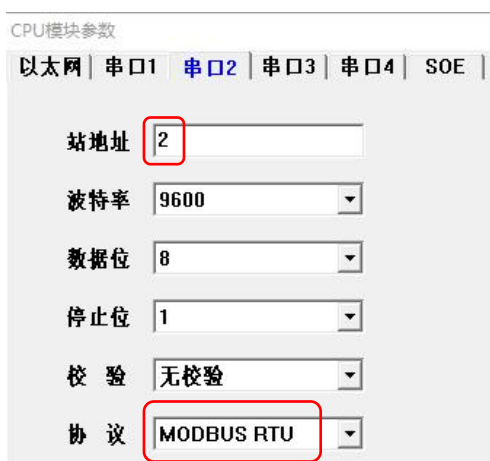 CPU模块参数
以太网 串口1 串口2 串口3 串口4 SOE
站地址 2
波特率 9600
数据位 8
停止位 1
校 验 无校验
协 议 MODBUS RTU